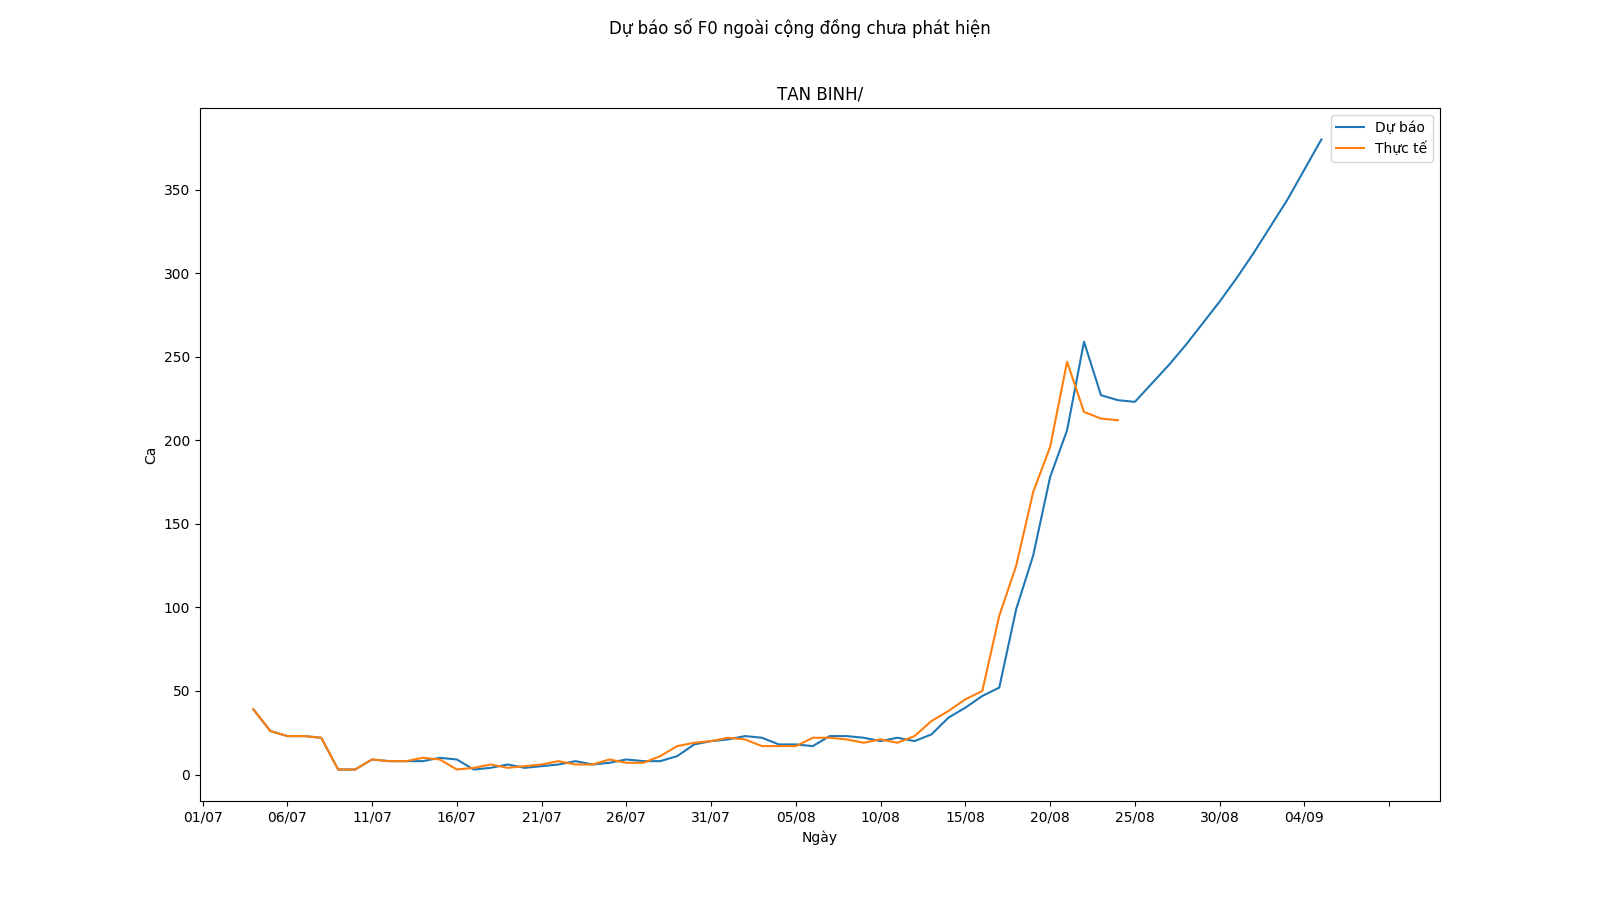 Dự báo số F0 ngoài cộng đồng chưa phát hiện
TAN BINH/
Dự báo
Thực tế
350
300
250
200
150
100
50
0
Ca
01/07 06/07 11/07 16/07 21/07 26/07 31/07 05/08 10/08 15/08 20/08 25/08 30/08 04/09
Ngày